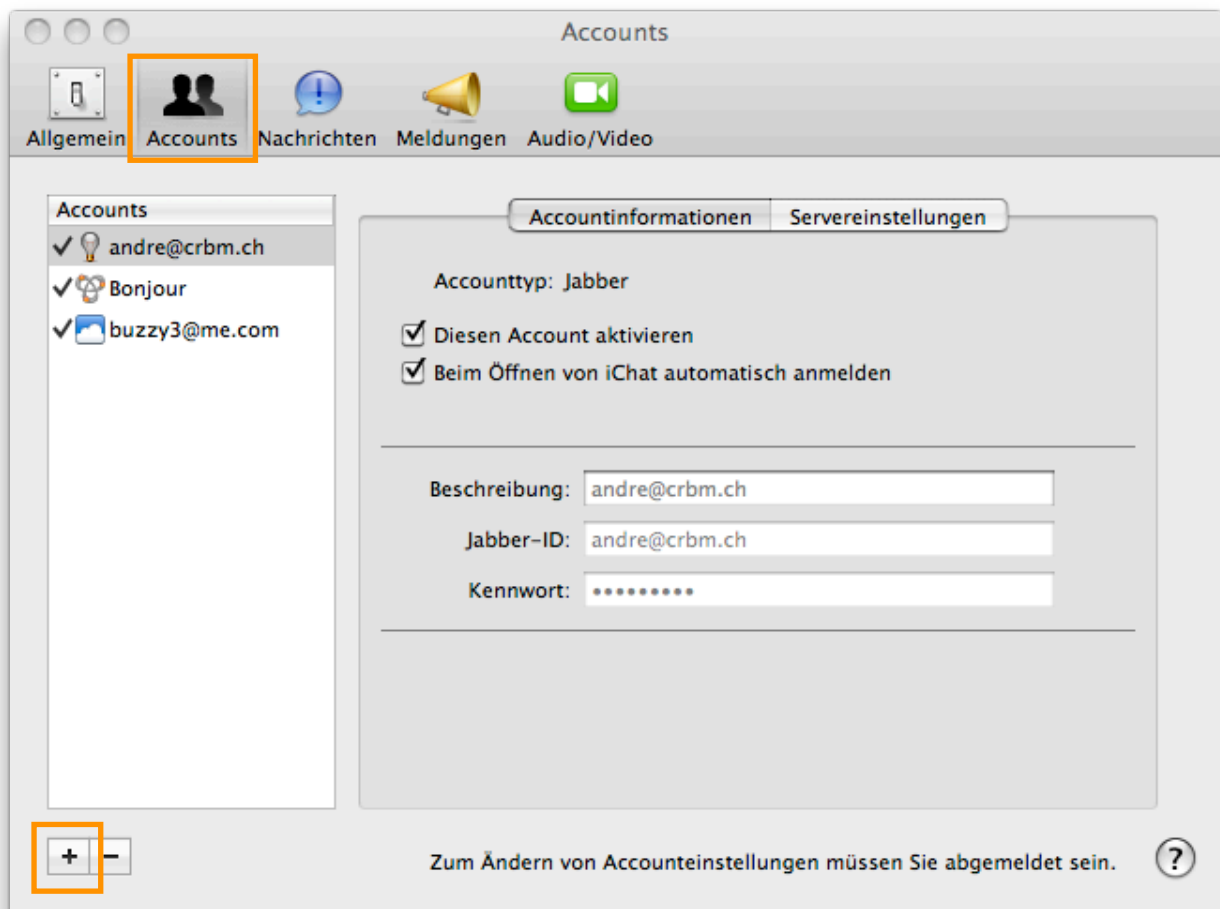 Accounts
Allgemein Accounts Nachrichten Meldungen Audio/Video
Accounts
andre@crbm.ch
Bonjour
buzzy3@me.com
Accountinformationen Servereinstellungen
Accounttyp: Jabber
Diesen Account aktivieren
Beim Öffnen von iChat automatisch anmelden
Beschreibung: andre@crbm.ch
Jabber-ID: andre@crbm.ch
Kennwort: •••••••••
+ −
Zum Ändern von Accounteinstellungen müssen Sie abgemeldet sein. ?